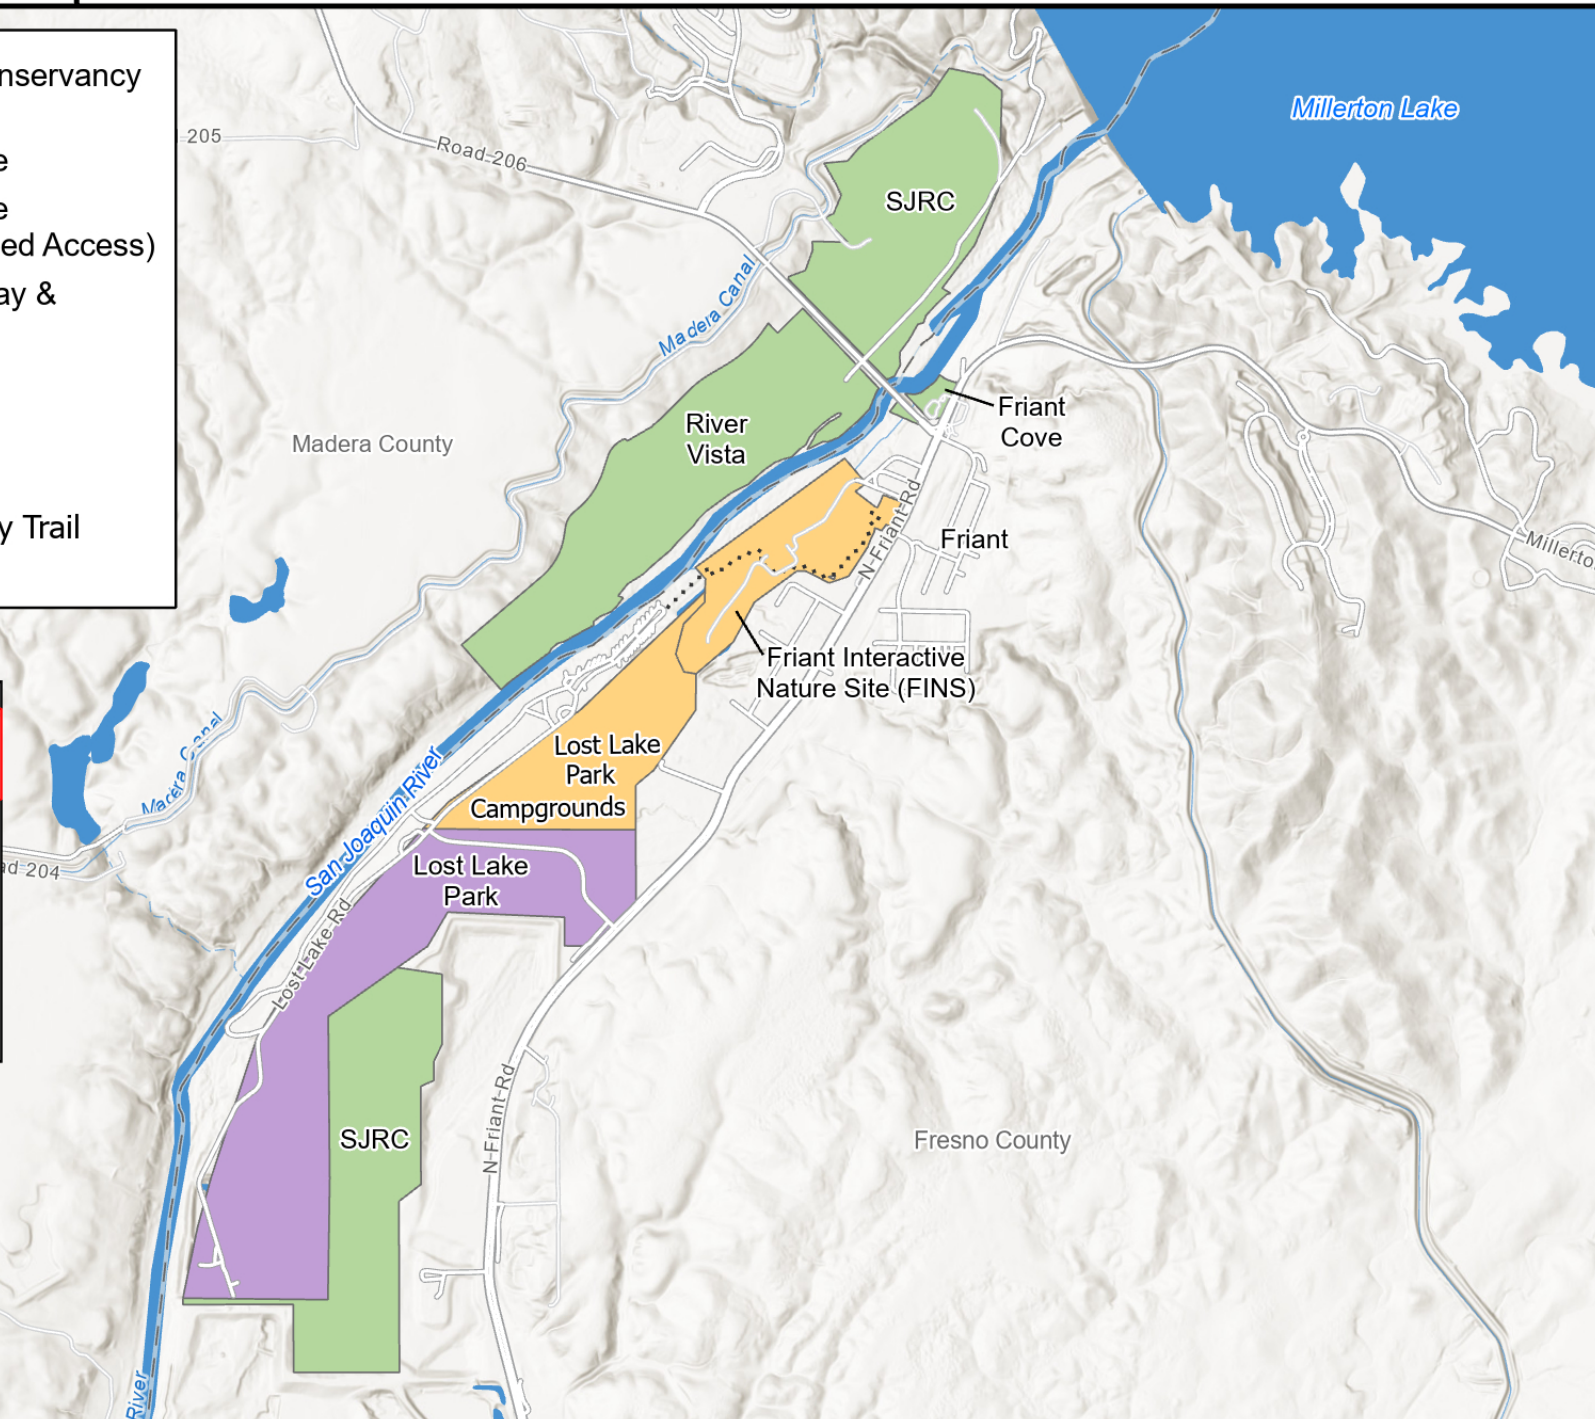 nservancy
e
e
ed Access)
ay &
y Trail
205
Road 206
Millerton Lake
SJRC
Madera Canal
Friant
Cove
River
Vista
Madera County
N-Friant-Rd
Friant
Millerto
Friant Interactive
Nature Site (FINS)
Lost Lake
Park
Campgrounds
Madera Canal
San Joaquin River
ad 204
Lost Lake
Park
Lost Lake-Rd
N-Friant-Rd
SJRC
Fresno County
River